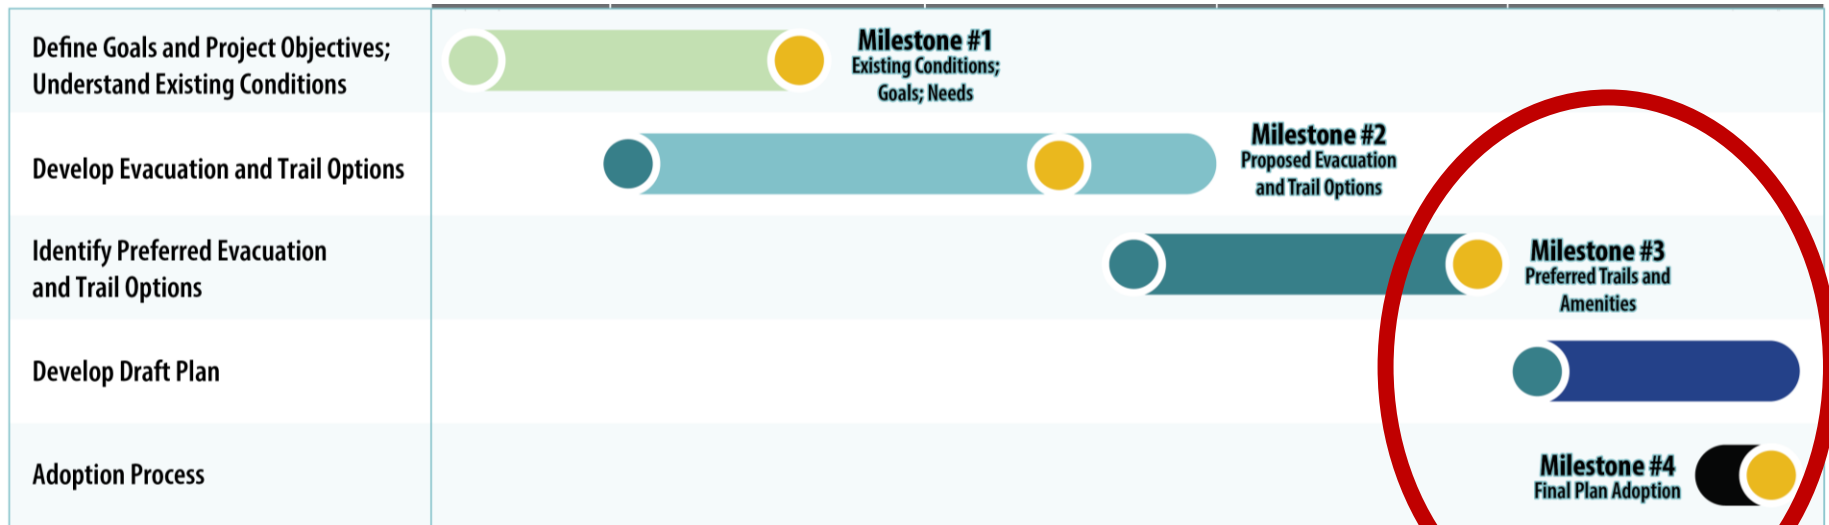 Define Goals and Project Objectives;
Understand Existing Conditions
Milestone #1
Existing Conditions;
Goals; Needs
Develop Evacuation and Trail Options
Milestone #2
Proposed Evacuation
and Trail Options
Identify Preferred Evacuation
and Trail Options
Milestone #3
Preferred Trails and
Amenities
Develop Draft Plan
Adoption Process
Milestone #4
Final Plan Adoption